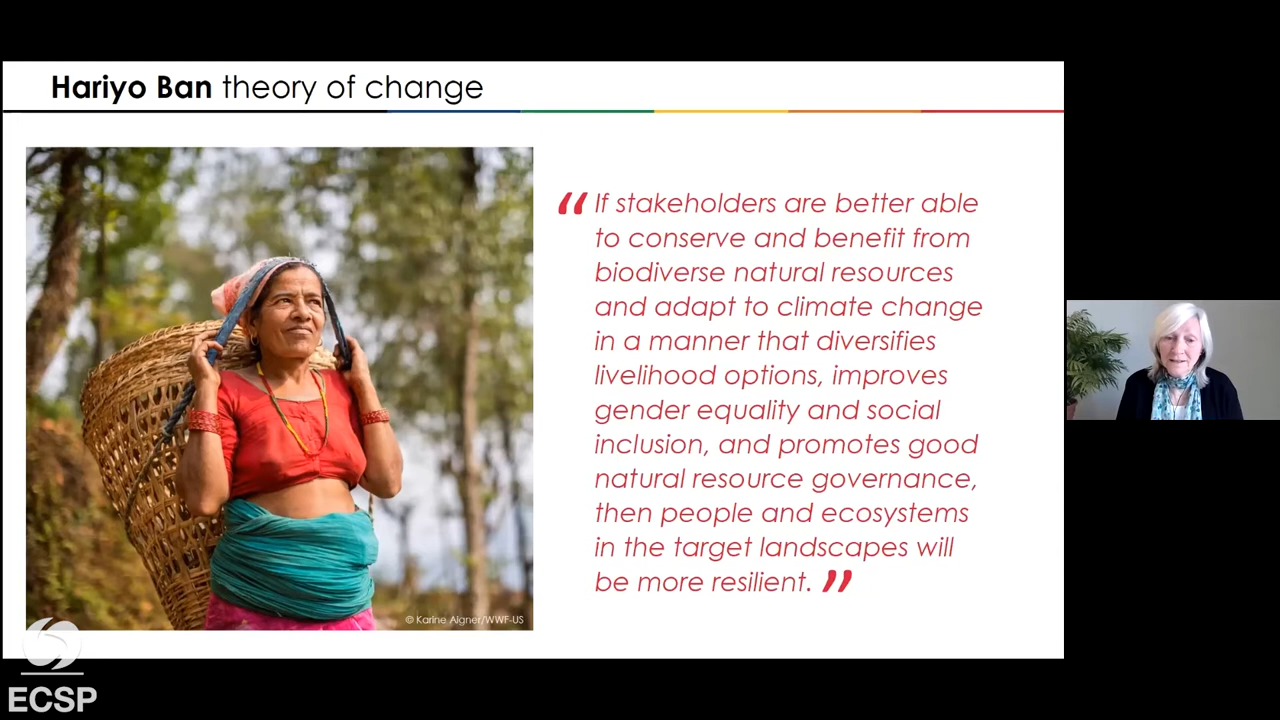 Hariyo Ban theory of change
“ If stakeholders are better able
to conserve and benefit from
biodiverse natural resources
and adapt to climate change
in a manner that diversifies
livelihood options, improves
gender equality and social
inclusion, and promotes good
natural resource governance,
then people and ecosystems
in the target landscapes will
be more resilient. ”
© Karine Aigner/WWF-US
ECSP